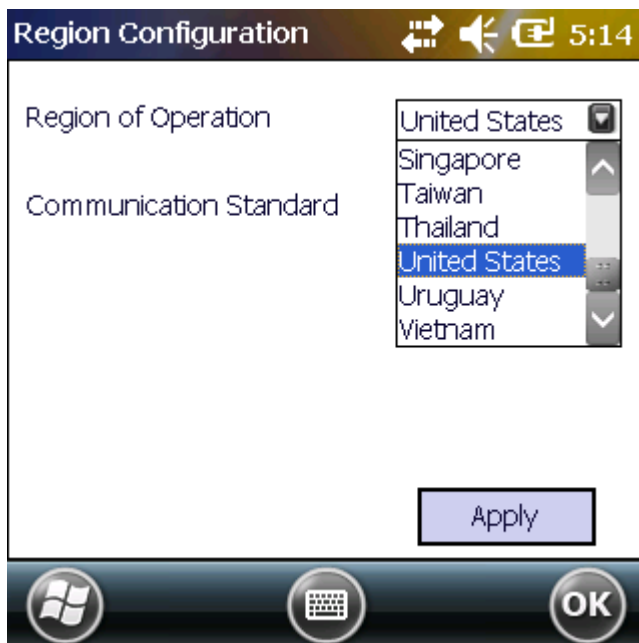 Region Configuration 5:14
Region of Operation United States
Singapore
Communication Standard Taiwan
Thailand
United States
Uruguay
Vietnam
Apply
OK